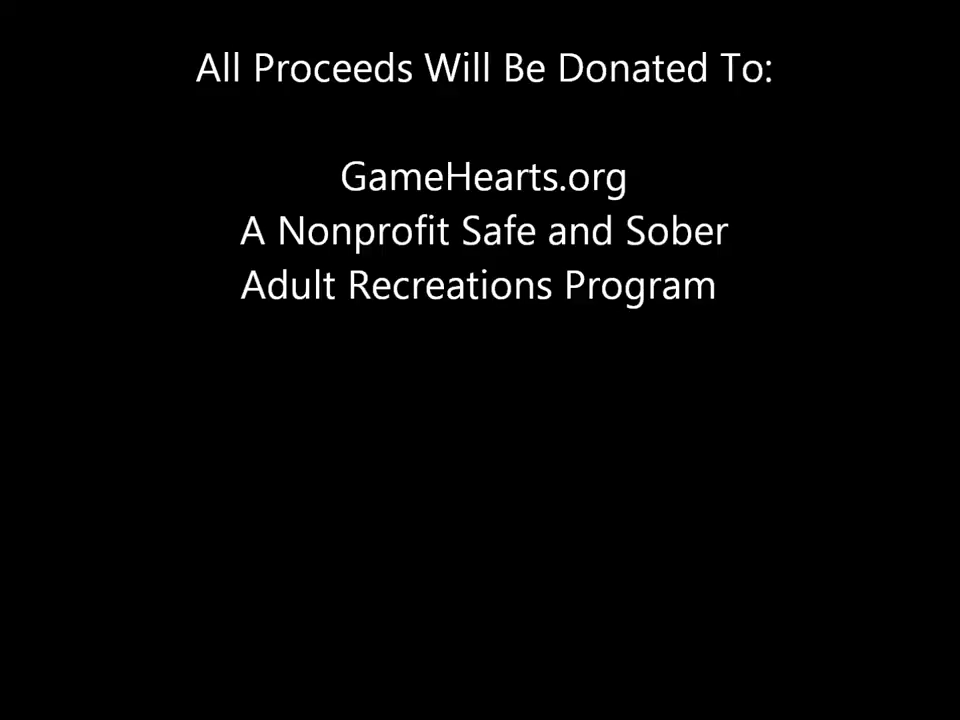 All Proceeds Will Be Donated To:
GameHearts.org
A Nonprofit Safe and Sober
Adult Recreations Program